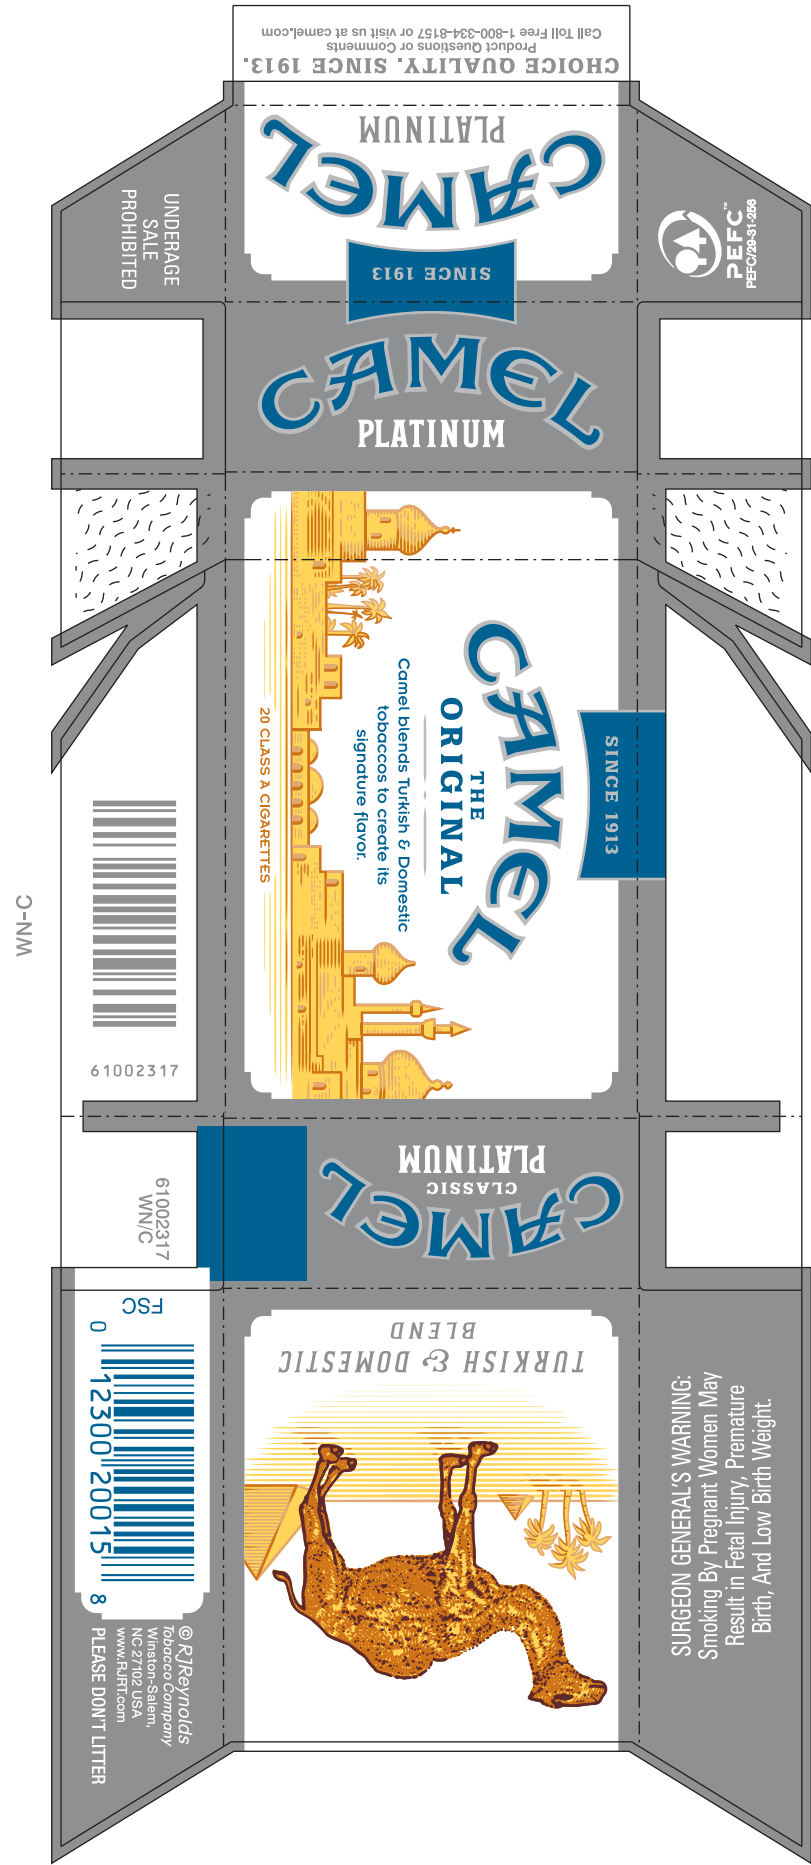 Call Toll Free 1-800-334-8157 or visit us at camel.com
Product Questions or Comments
CHOICE QUALITY. SINCE 1913.
CAMEL
PLATINUM
SINCE 1913
UNDERAGE
SALE
PROHIBITED
PEFC™
PEFC/29-31-256
CAMEL
PLATINUM
SINCE 1913
CAMEL
THE
ORIGINAL
Camel blends Turkish & Domestic
tobaccos to create its
signature flavor.
20 CLASS A CIGARETTES
W-N-C
61002317
CAMEL
CLASSIC
PLATINUM
61002317
WN/C
FSC
0 12300 20015 8
TURKISH & DOMESTIC
BLEND
SURGEON GENERAL'S WARNING:
Smoking By Pregnant Women May
Result in Fetal Injury, Premature
Birth, And Low Birth Weight.
© RJReynolds
Tobacco Company
Winston-Salem,
NC 27102 USA
www.RJRT.com
PLEASE DON'T LITTER